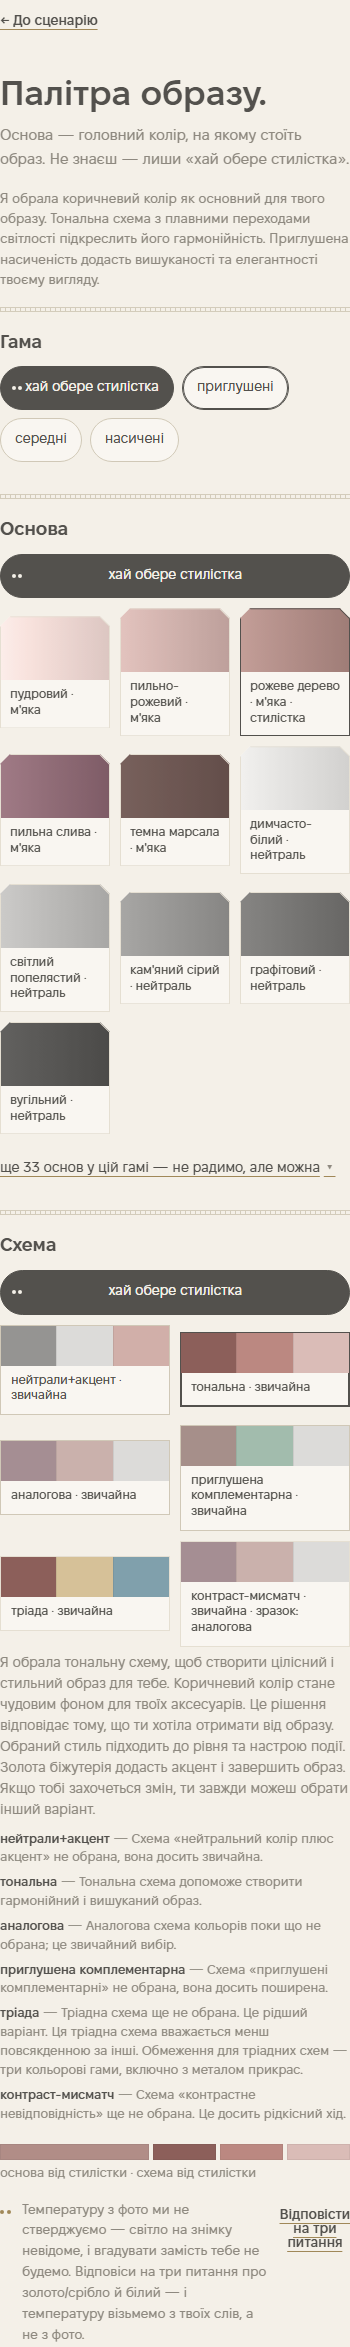 ← До сценарію
Палітра образу.
Основа — головний колір, на якому стоїть
образ. Не знаєш — лиши «хай обере стилістка».
Я обрала коричневий колір як основний для твого
образу. Тональна схема з плавними переходами
світлості підкреслить його гармонійність. Приглушена
насиченість додасть вишуканості та елегантності
твоєму вигляду.
Гама
хай обере стилістка
приглушені
середні
насичені
Основа
хай обере стилістка
пудровий ·
м'яка
пильно-
рожевий ·
м'яка
рожеве дерево
· м'яка ·
стилістка
пильна слива ·
м'яка
темна марсала
· м'яка
димчасто-
білий ·
нейтраль
світлий
попелястий ·
нейтраль
кам'яний сірий
· нейтраль
графітовий ·
нейтраль
вугільний ·
нейтраль
ще 33 основ у цій гамі — не радимо, але можна ▾
Схема
хай обере стилістка
нейтрали+акцент ·
звичайна
тональна · звичайна
аналогова · звичайна
приглушена
комплементарна ·
звичайна
тріада · звичайна
контраст-мисматч ·
звичайна · зразок:
аналогова
Я обрала тональну схему, щоб створити цілісний і
стильний образ для тебе. Коричневий колір стане
чудовим фоном для твоїх аксесуарів. Це рішення
відповідає тому, що ти хотіла отримати від образу.
Обраний стиль підходить до рівня та настрою події.
Золота біжутерія додасть акцент і завершить образ.
Якщо тобі захочеться змін, ти завжди можеш обрати
інший варіант.
нейтрали+акцент — Схема «нейтральний колір плюс
акцент» не обрана, вона досить звичайна.
тональна — Тональна схема допоможе створити
гармонійний і вишуканий образ.
аналогова — Аналогова схема кольорів поки що не
обрана; це звичайний вибір.
приглушена комплементарна — Схема «приглушені
комплементарні» не обрана, вона досить поширена.
тріада — Тріадна схема ще не обрана. Це рідший
варіант. Ця тріадна схема вважається менш
повсякденною за інші. Обмеження для тріадних схем —
три кольорові гами, включно з металом прикрас.
контраст-мисматч — Схема «контрастне
невідповідність» ще не обрана. Це досить рідкісний хід.
основа від стилістки · схема від стилістки
Температуру з фото ми не
стверджуємо — світло на знімку
невідоме, і вгадувати замість тебе не
будемо. Відповіси на три питання про
золото/срібло й білий — і
температуру візьмемо з твоїх слів, а
не з фото.
Відповісти
на три
питання